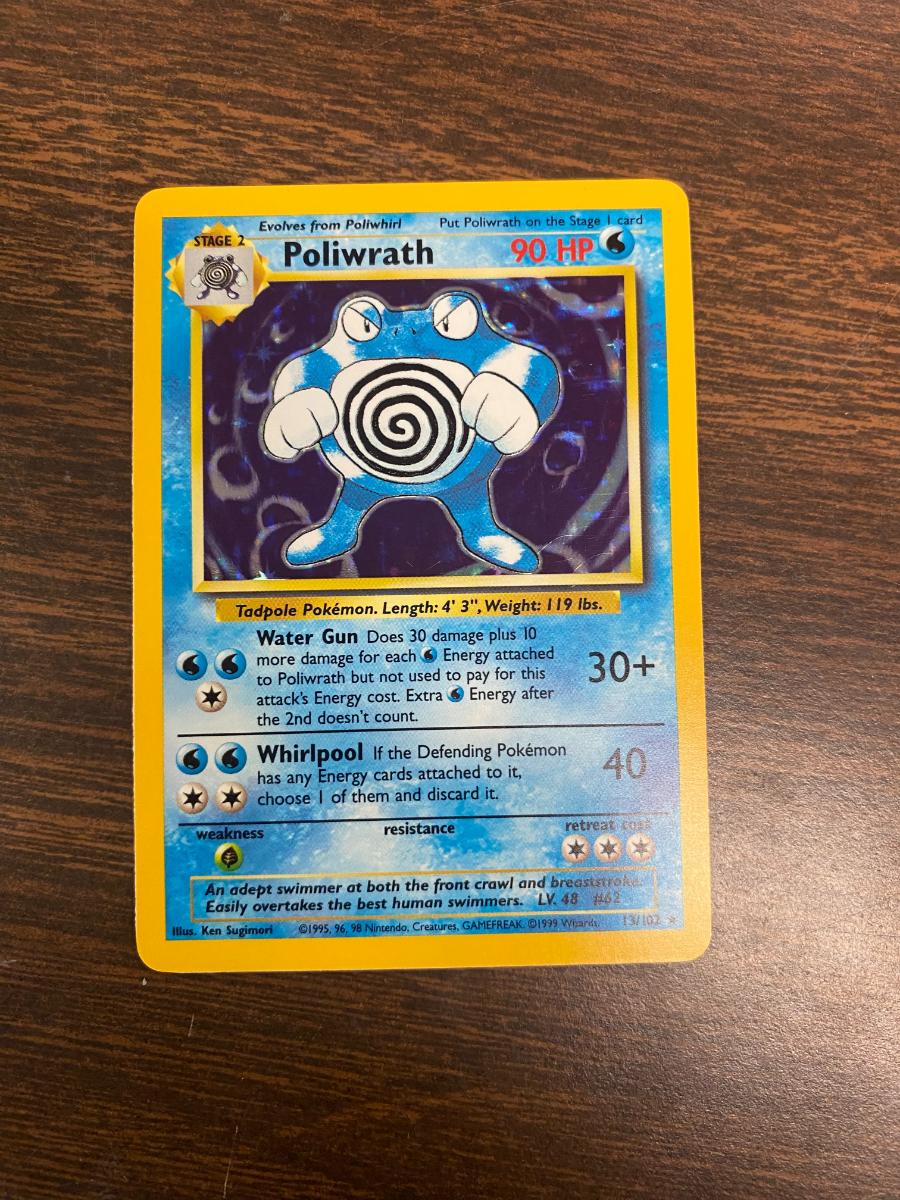 Evolves from Poliwhirl Put Poliwrath on the Stage 1 card
STAGE 2
Poliwrath 90 HP
Tadpole Pokémon. Length: 4' 3", Weight: 119 lbs.
Water Gun Does 30 damage plus 10
more damage for each Energy attached
to Poliwrath but not used to pay for this
attack's Energy cost. Extra Energy after
the 2nd doesn't count.
30+
Whirlpool If the Defending Pokémon
has any Energy cards attached to it,
choose 1 of them and discard it.
40
weakness resistance retreat cost
An adept swimmer at both the front crawl and breaststroke.
Easily overtakes the best human swimmers. LV. 48 #62
Illus. Ken Sugimori ©1995, 96, 98 Nintendo, Creatures, GAMEFREAK. ©1999 Wizards. 13/102 ★